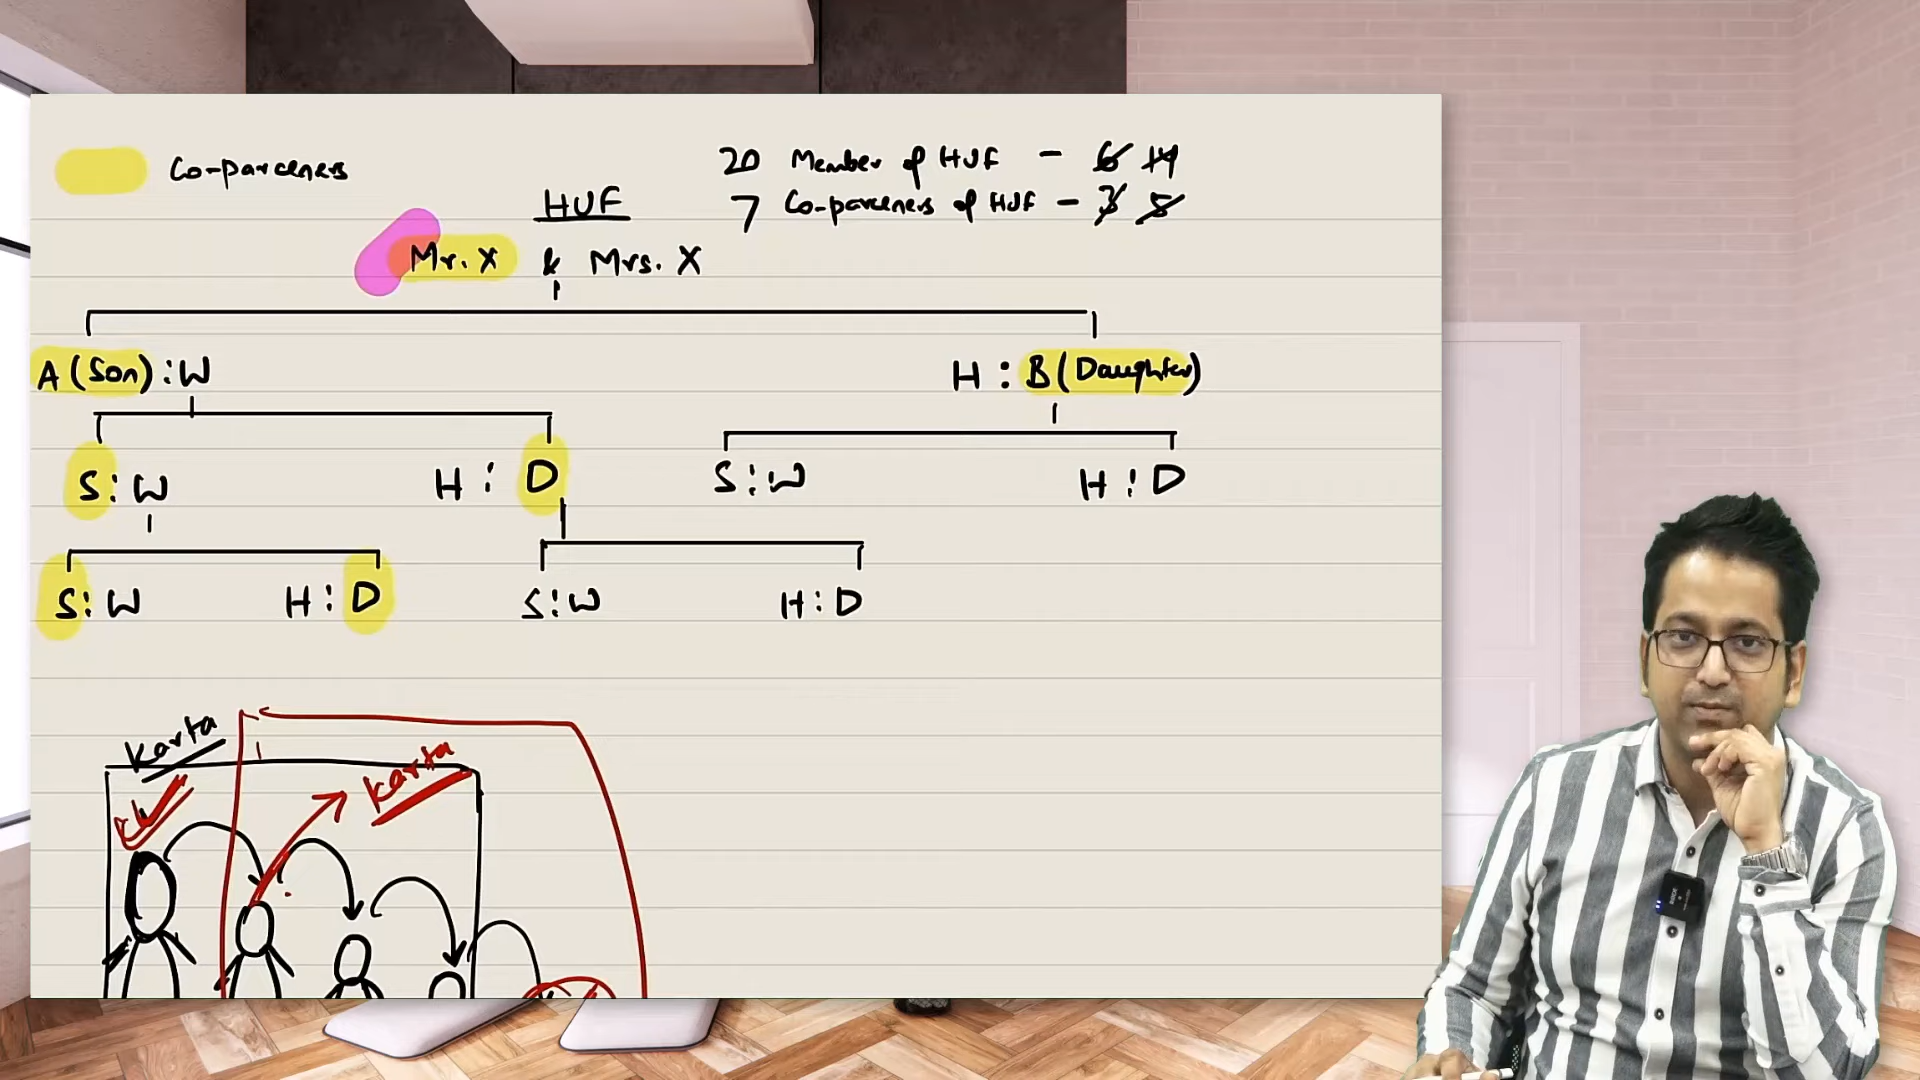 Co-parceners
20 Member of HUF - 6 14
7 Co-parceners of HUF - 3 5
HUF
Mr. X & Mrs. X
A (Son) : W
H : B (Daughter)
S : W
H : D
S : W
H : D
S : W
H : D
S : W
H : D
Karta
Karta